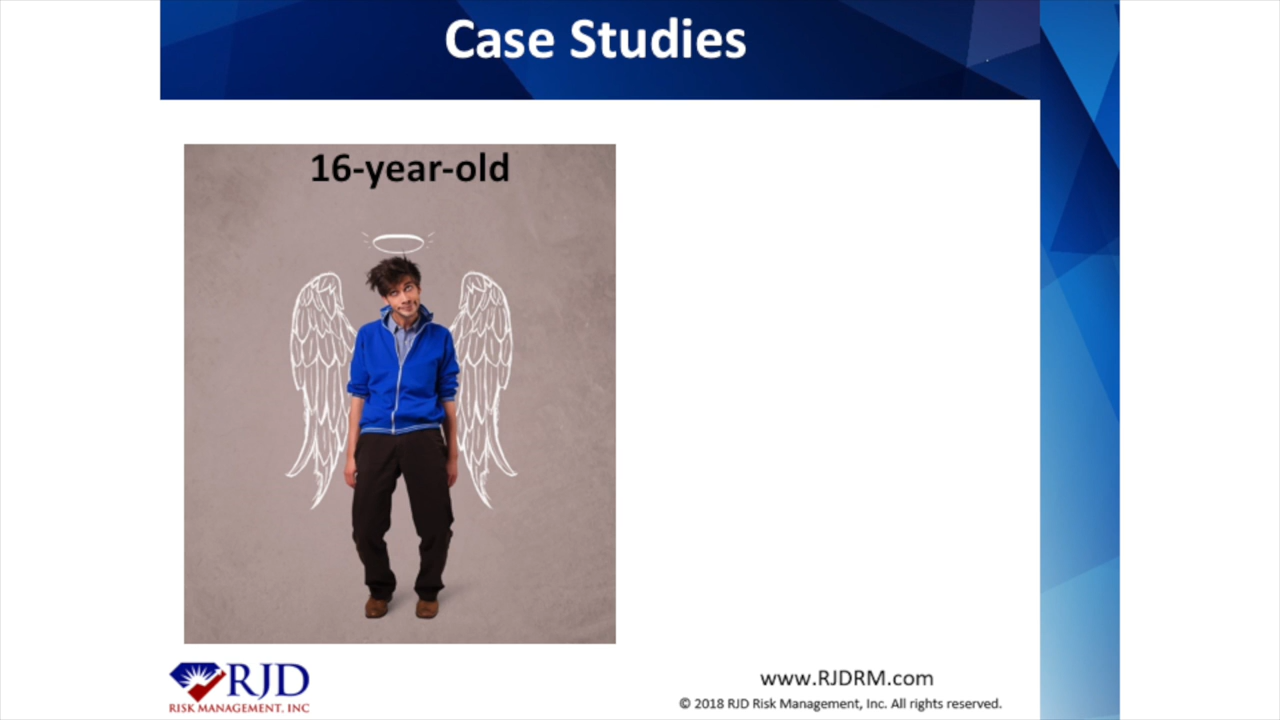 Case Studies
16-year-old
RJD
RISK MANAGEMENT, INC
www.RJDRM.com
© 2018 RJD Risk Management, Inc. All rights reserved.